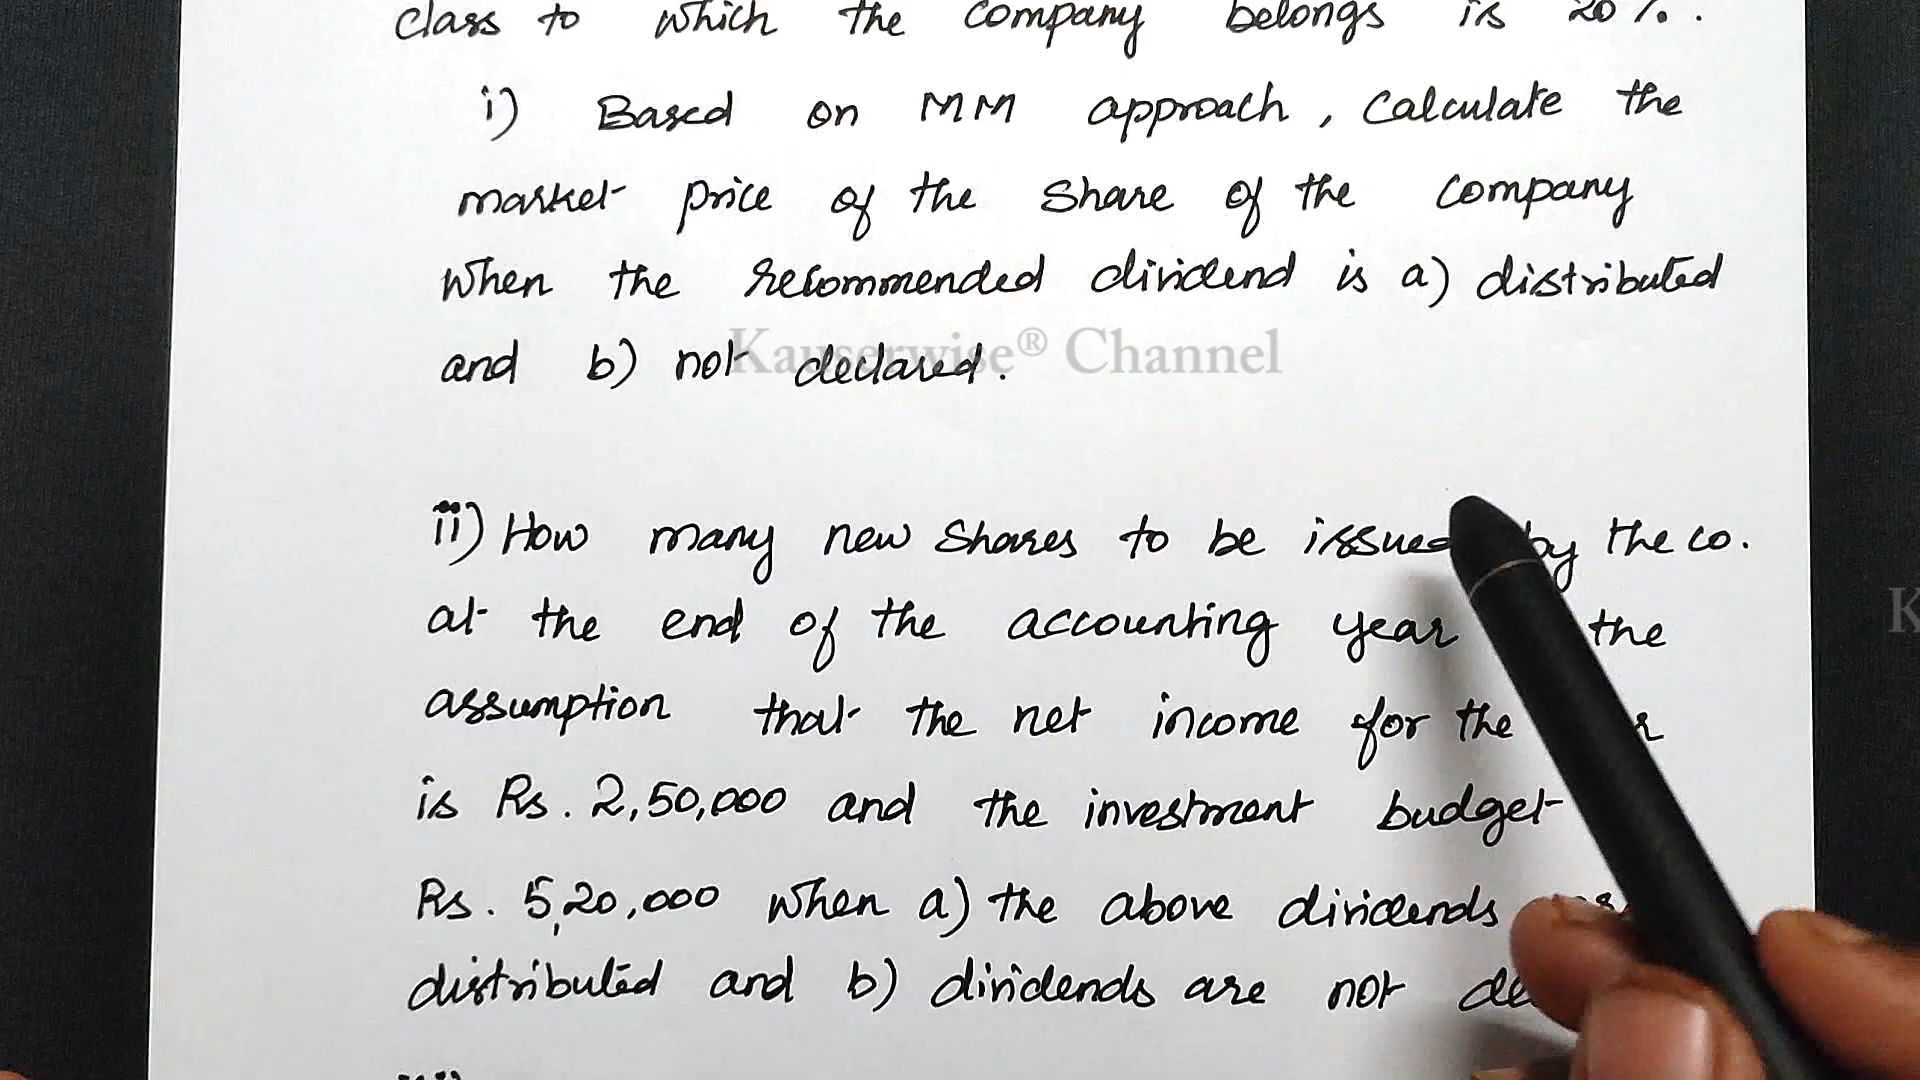 class to which the company belongs is 20%.
i) Based on MM approach, Calculate the
market price of the share of the company
when the recommended dividend is a) distributed
and b) not declared.
Kauserwise® Channel
ii) How many new shares to be issued by the co.
at the end of the accounting year the
assumption that the net income for the
is Rs. 2,50,000 and the investment budget
Rs. 5,20,000 when a) the above dividends
distributed and b) dividends are not
K